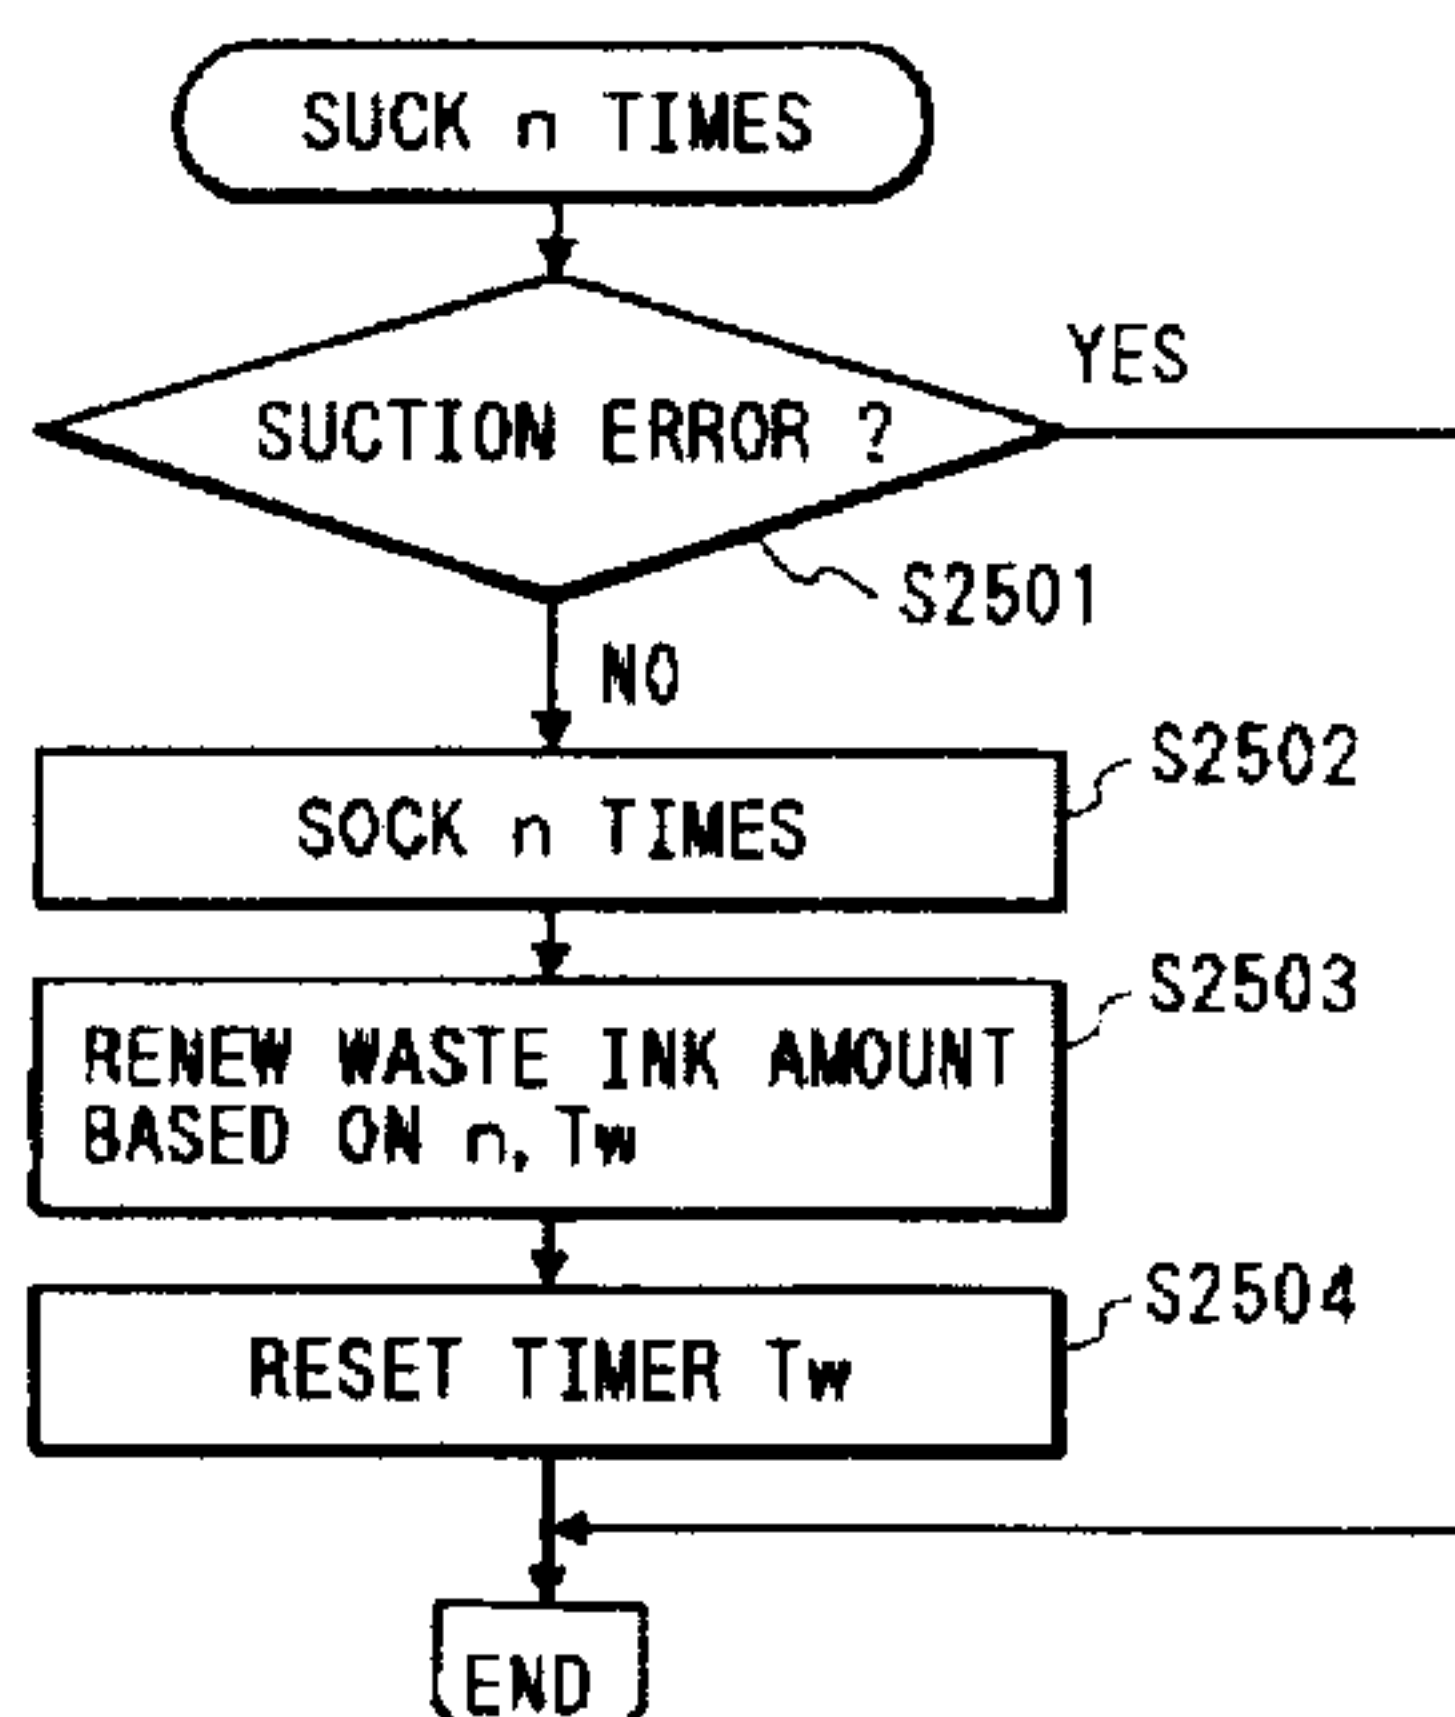 SUCK n TIMES
YES
SUCTION ERROR ?
S2501
NO
S2502
SOCK n TIMES
S2503
RENEW WASTE INK AMOUNT
BASED ON n, Tw
S2504
RESET TIMER Tw
END